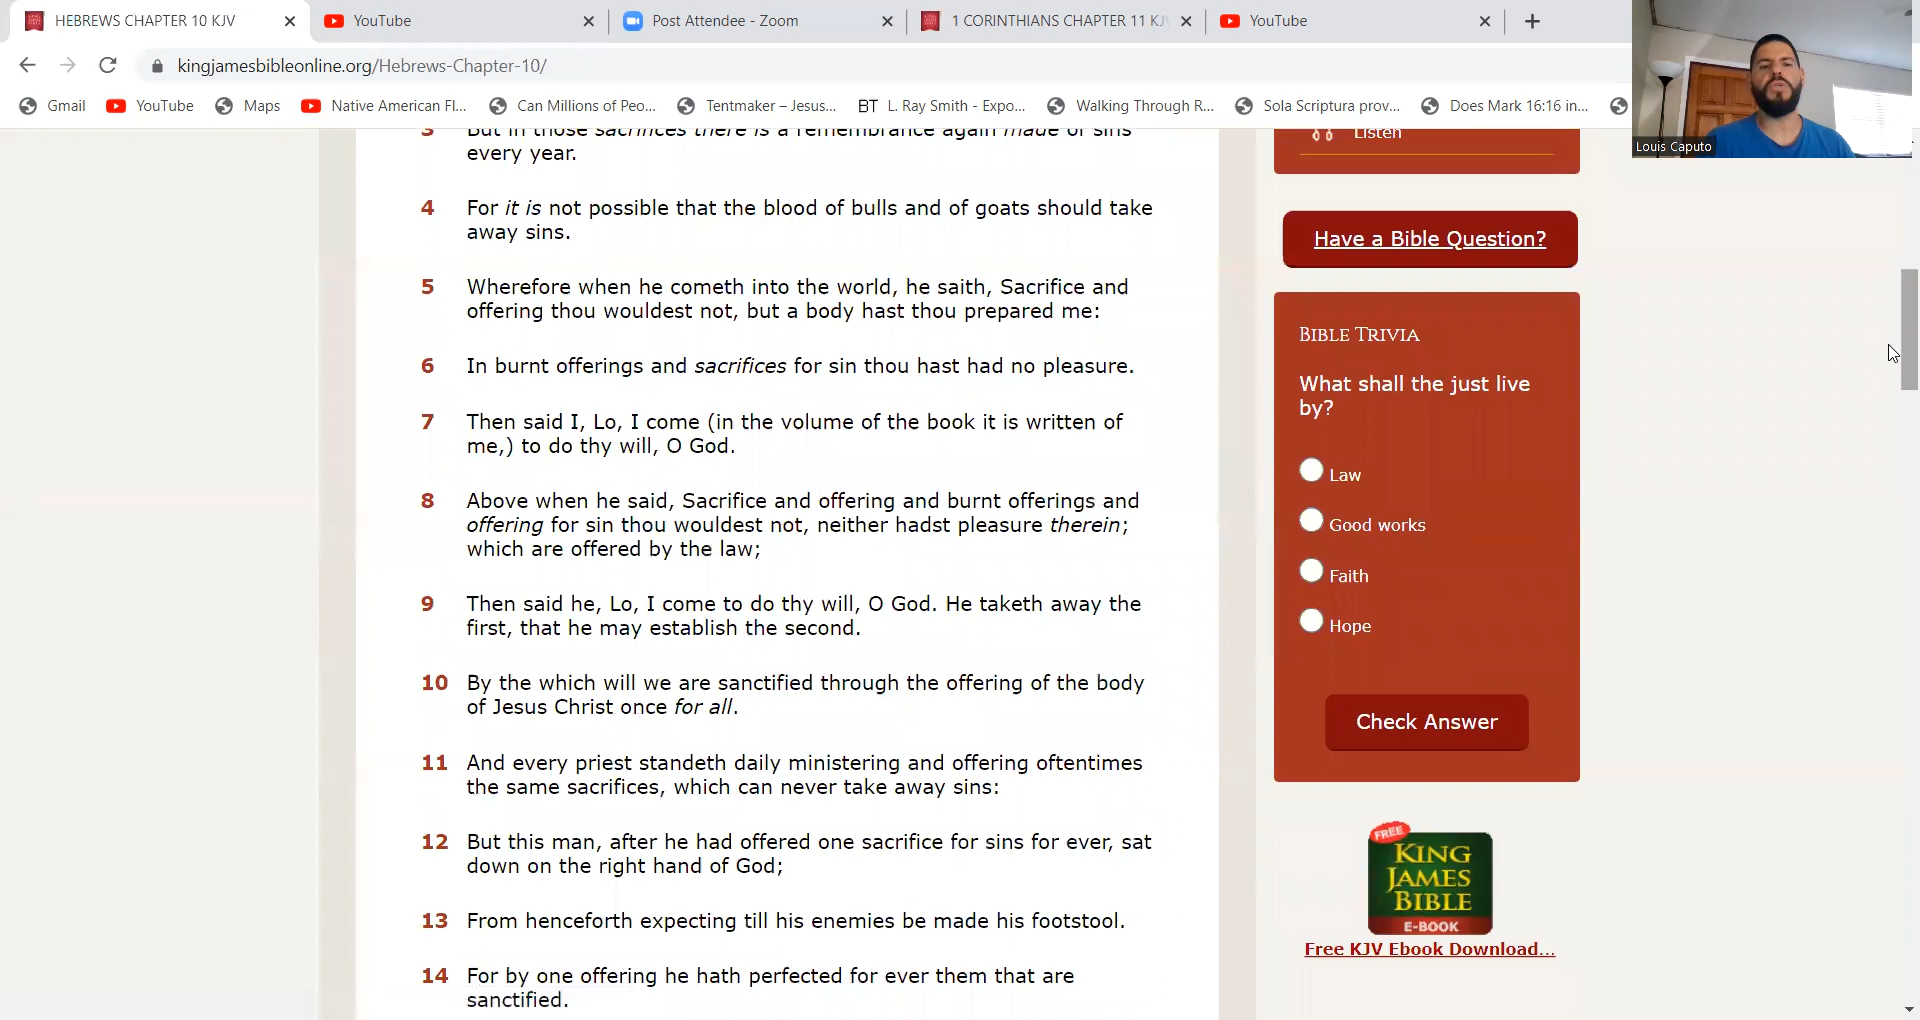 HEBREWS CHAPTER 10 KJV
YouTube
Post Attendee - Zoom
1 CORINTHIANS CHAPTER 11 KJV
YouTube
kingjamesbibleonline.org/Hebrews-Chapter-10/
Gmail
YouTube
Maps
Native American Fl...
Can Millions of Peo...
Tentmaker – Jesus...
BT L. Ray Smith - Expo...
Walking Through R...
Sola Scriptura prov...
Does Mark 16:16 in...
Louis Caputo
3 But in those sacrifices there is a remembrance again made of sins
every year.
4 For it is not possible that the blood of bulls and of goats should take
away sins.
5 Wherefore when he cometh into the world, he saith, Sacrifice and
offering thou wouldest not, but a body hast thou prepared me:
6 In burnt offerings and sacrifices for sin thou hast had no pleasure.
7 Then said I, Lo, I come (in the volume of the book it is written of
me,) to do thy will, O God.
8 Above when he said, Sacrifice and offering and burnt offerings and
offering for sin thou wouldest not, neither hadst pleasure therein;
which are offered by the law;
9 Then said he, Lo, I come to do thy will, O God. He taketh away the
first, that he may establish the second.
10 By the which will we are sanctified through the offering of the body
of Jesus Christ once for all.
11 And every priest standeth daily ministering and offering oftentimes
the same sacrifices, which can never take away sins:
12 But this man, after he had offered one sacrifice for sins for ever, sat
down on the right hand of God;
13 From henceforth expecting till his enemies be made his footstool.
14 For by one offering he hath perfected for ever them that are
sanctified.
Listen
Have a Bible Question?
BIBLE TRIVIA
What shall the just live
by?
Law
Good works
Faith
Hope
Check Answer
FREE
KING
JAMES
BIBLE
E-BOOK
Free KJV Ebook Download...